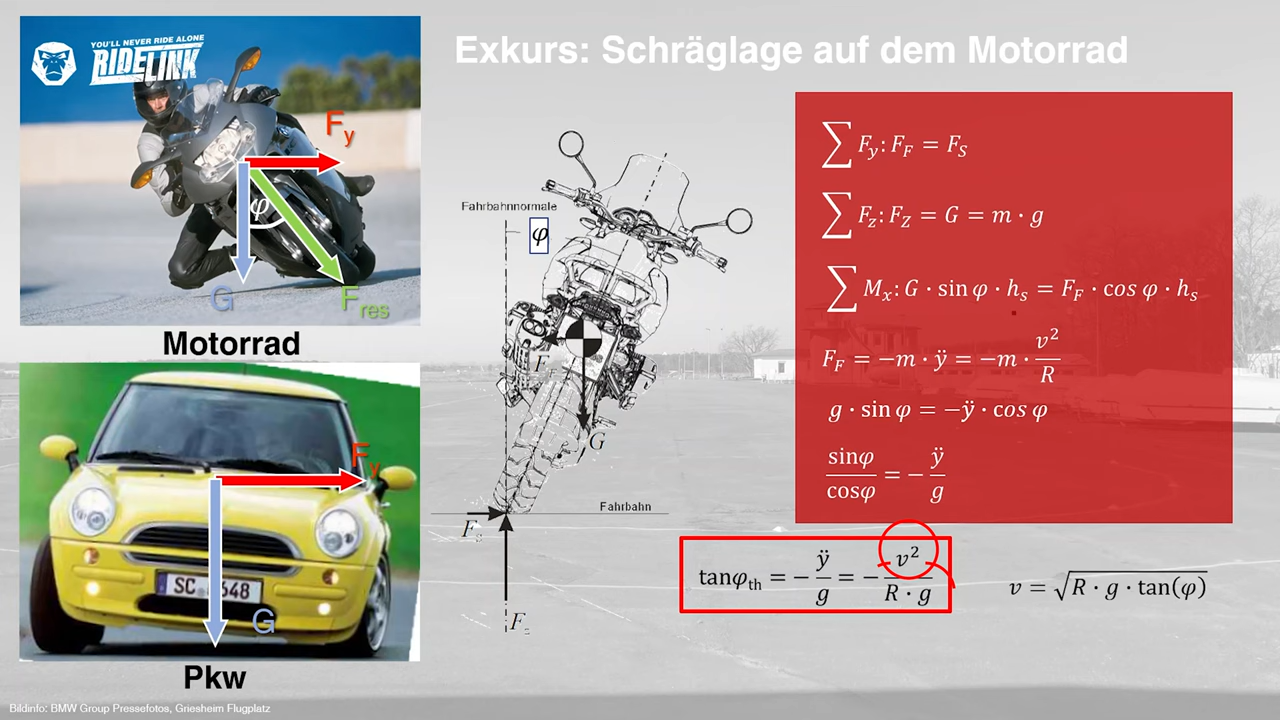 YOU'LL NEVER RIDE ALONE
RIDELINK
Exkurs: Schräglage auf dem Motorrad
F_y
φ
G
F_res
Motorrad
Fahrbahnnormale
φ
F
G
Fahrbahn
F_s
F_z
∑ F_y: F_F = F_S
∑ F_z: F_Z = G = m · g
∑ M_x: G · sin φ · h_s = F_F · cos φ · h_s
F_F = −m · ÿ = −m · v²/R
g · sin φ = −ÿ · cos φ
sinφ/cosφ = − ÿ/g
tanφ_th = − ÿ/g = − v²/(R · g)
v = √(R · g · tan(φ))
F_y
SC 648
G
Pkw
Bildinfo: BMW Group Pressefotos, Griesheim Flugplatz